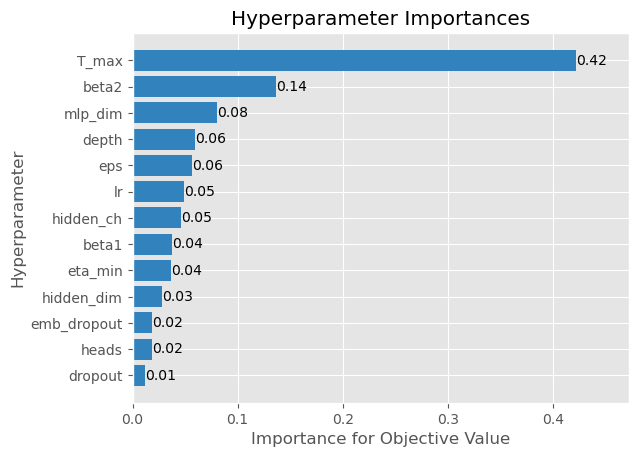 Hyperparameter Importances
T_max 0.42
beta2 0.14
mlp_dim 0.08
depth 0.06
eps 0.06
lr 0.05
hidden_ch 0.05
beta1 0.04
eta_min 0.04
hidden_dim 0.03
emb_dropout 0.02
heads 0.02
dropout 0.01
Hyperparameter
0.0 0.1 0.2 0.3 0.4
Importance for Objective Value